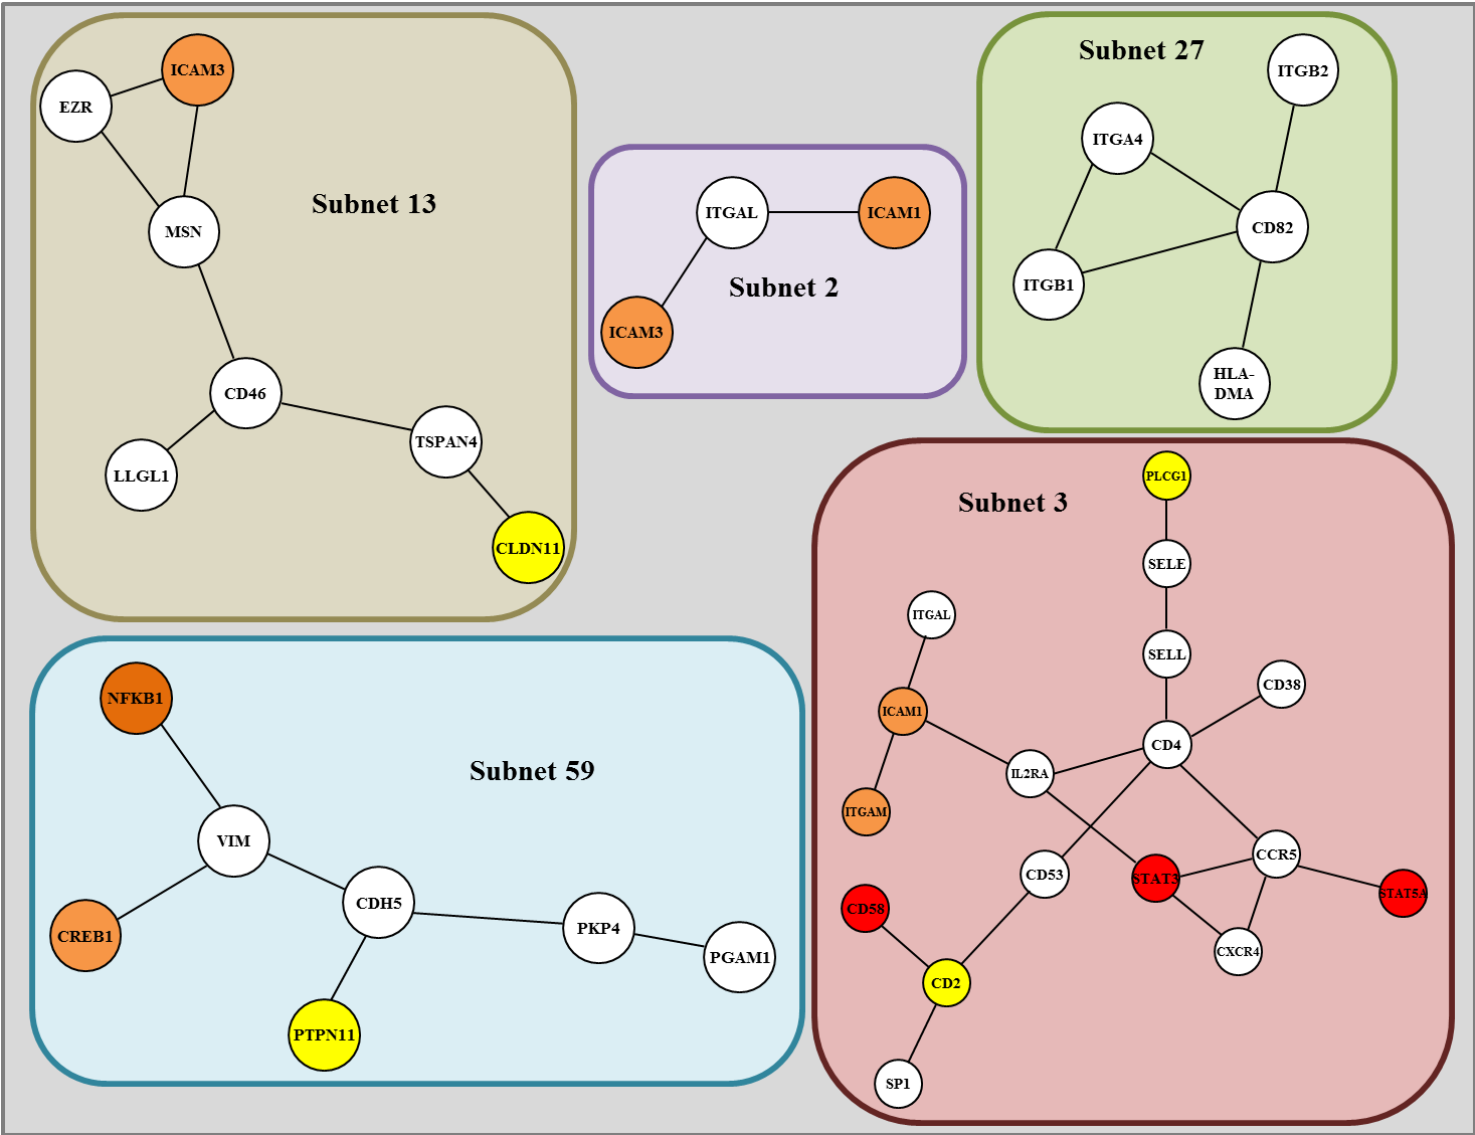 ICAM3
EZR
Subnet 13
MSN
CD46
TSPAN4
LLGL1
CLDN11
ITGAL
ICAM1
Subnet 2
ICAM3
Subnet 27
ITGB2
ITGA4
CD82
ITGB1
HLA-
DMA
NFKB1
Subnet 59
VIM
CDH5
CREB1
PKP4
PGAM1
PTPN11
PLCG1
Subnet 3
SELE
ITGAL
SELL
CD38
ICAM1
CD4
IL2RA
ITGAM
CCR5
CD53
STAT3
STAT5A
CD58
CXCR4
CD2
SP1